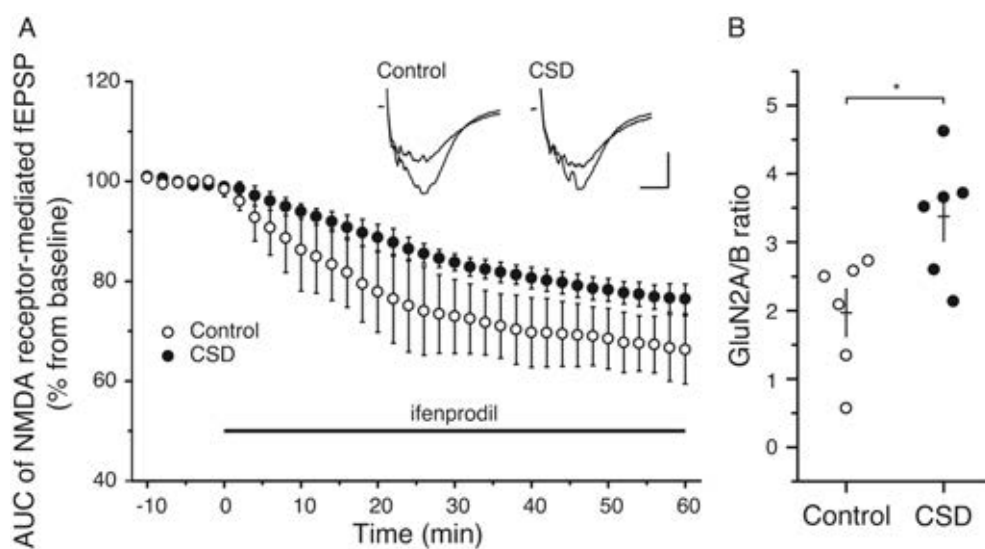 A
AUC of NMDA receptor-mediated fEPSP
(% from baseline)
120
100
80
60
40
Control
CSD
Control
CSD
ifenprodil
-10
0
10
20
30
40
50
60
Time (min)
B
GluN2A/B ratio
5
4
3
2
1
0
*
Control
CSD